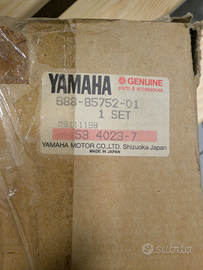 YAMAHA GENUINE
parts & accessories
688-85752-01
1 SET
53 4023-7
YAMAHA MOTOR CO.,LTD. Shizuoka Japan
MADE IN JAPAN
subito